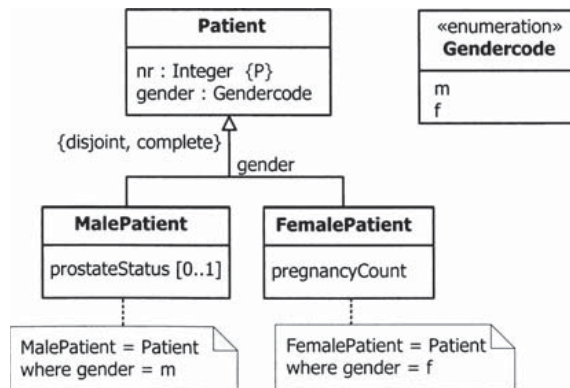 Patient
nr : Integer {P}
gender : Gendercode
«enumeration»
Gendercode
m
f
{disjoint, complete}
gender
MalePatient
prostateStatus [0..1]
FemalePatient
pregnancyCount
MalePatient = Patient
where gender = m
FemalePatient = Patient
where gender = f